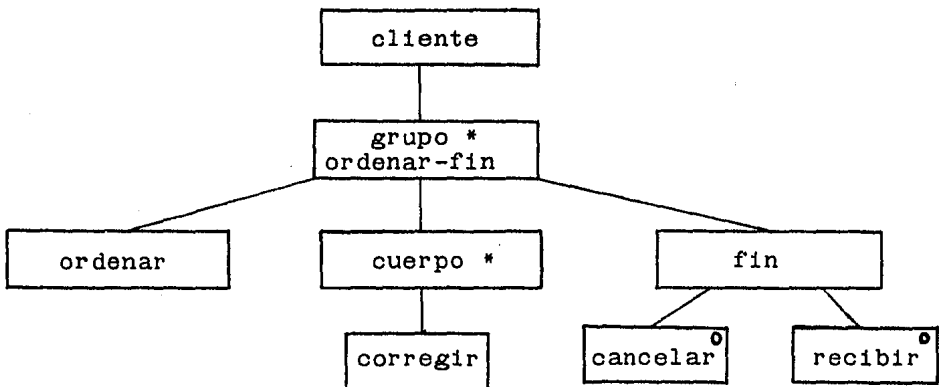 cliente
grupo *
ordenar-fin
ordenar
cuerpo *
fin
corregir
cancelar o
recibir o